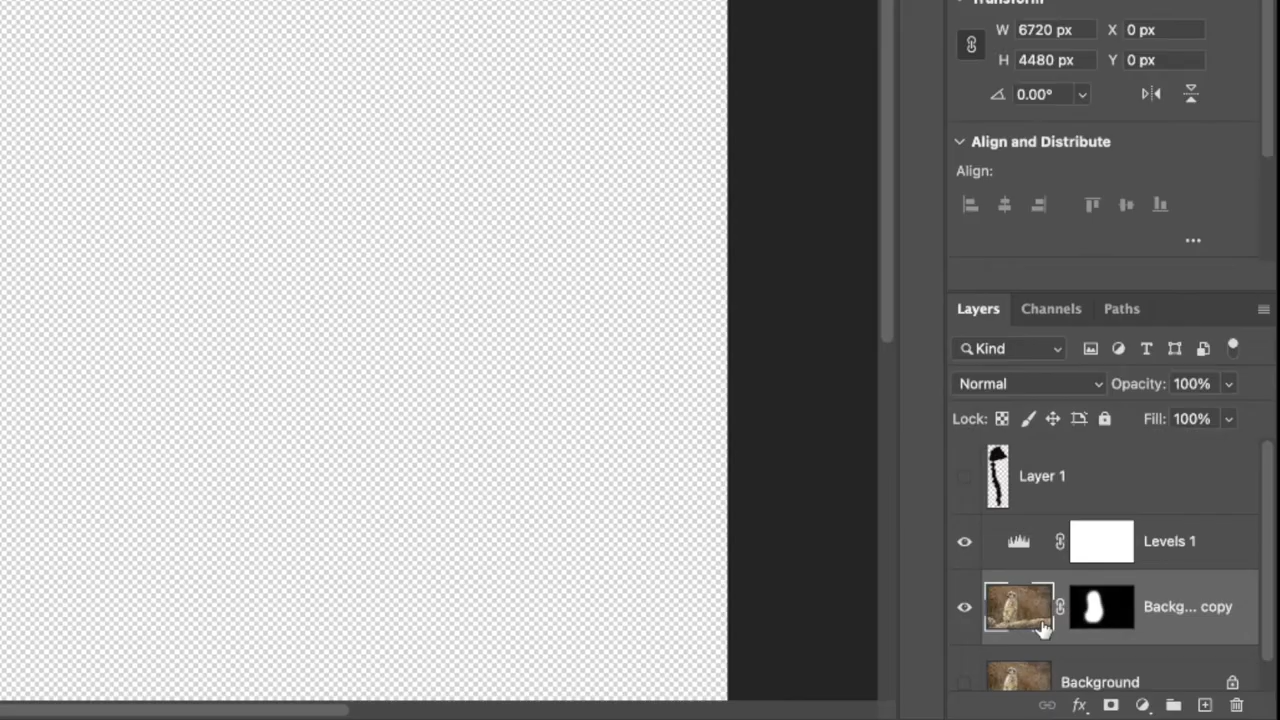 Transform
W 6720 px X 0 px
H 4480 px Y 0 px
0.00°
Align and Distribute
Align:
Layers Channels Paths
Kind
Normal Opacity: 100%
Lock: Fill: 100%
Layer 1
Levels 1
Backg... copy
Background
fx